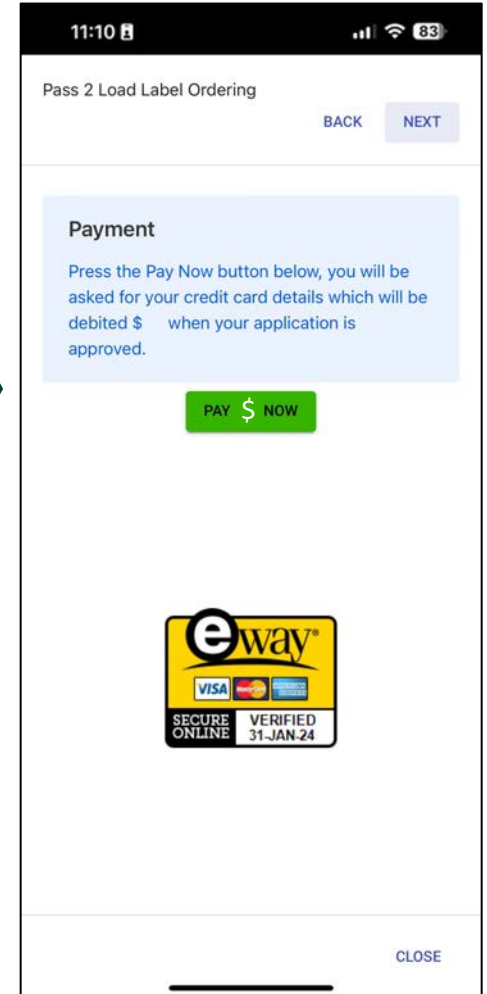 11:10
83
Pass 2 Load Label Ordering
BACK NEXT
Payment
Press the Pay Now button below, you will be
asked for your credit card details which will be
debited $ when your application is
approved.
PAY $ NOW
eway
VISA MasterCard
SECURE VERIFIED
ONLINE 31-JAN-24
CLOSE